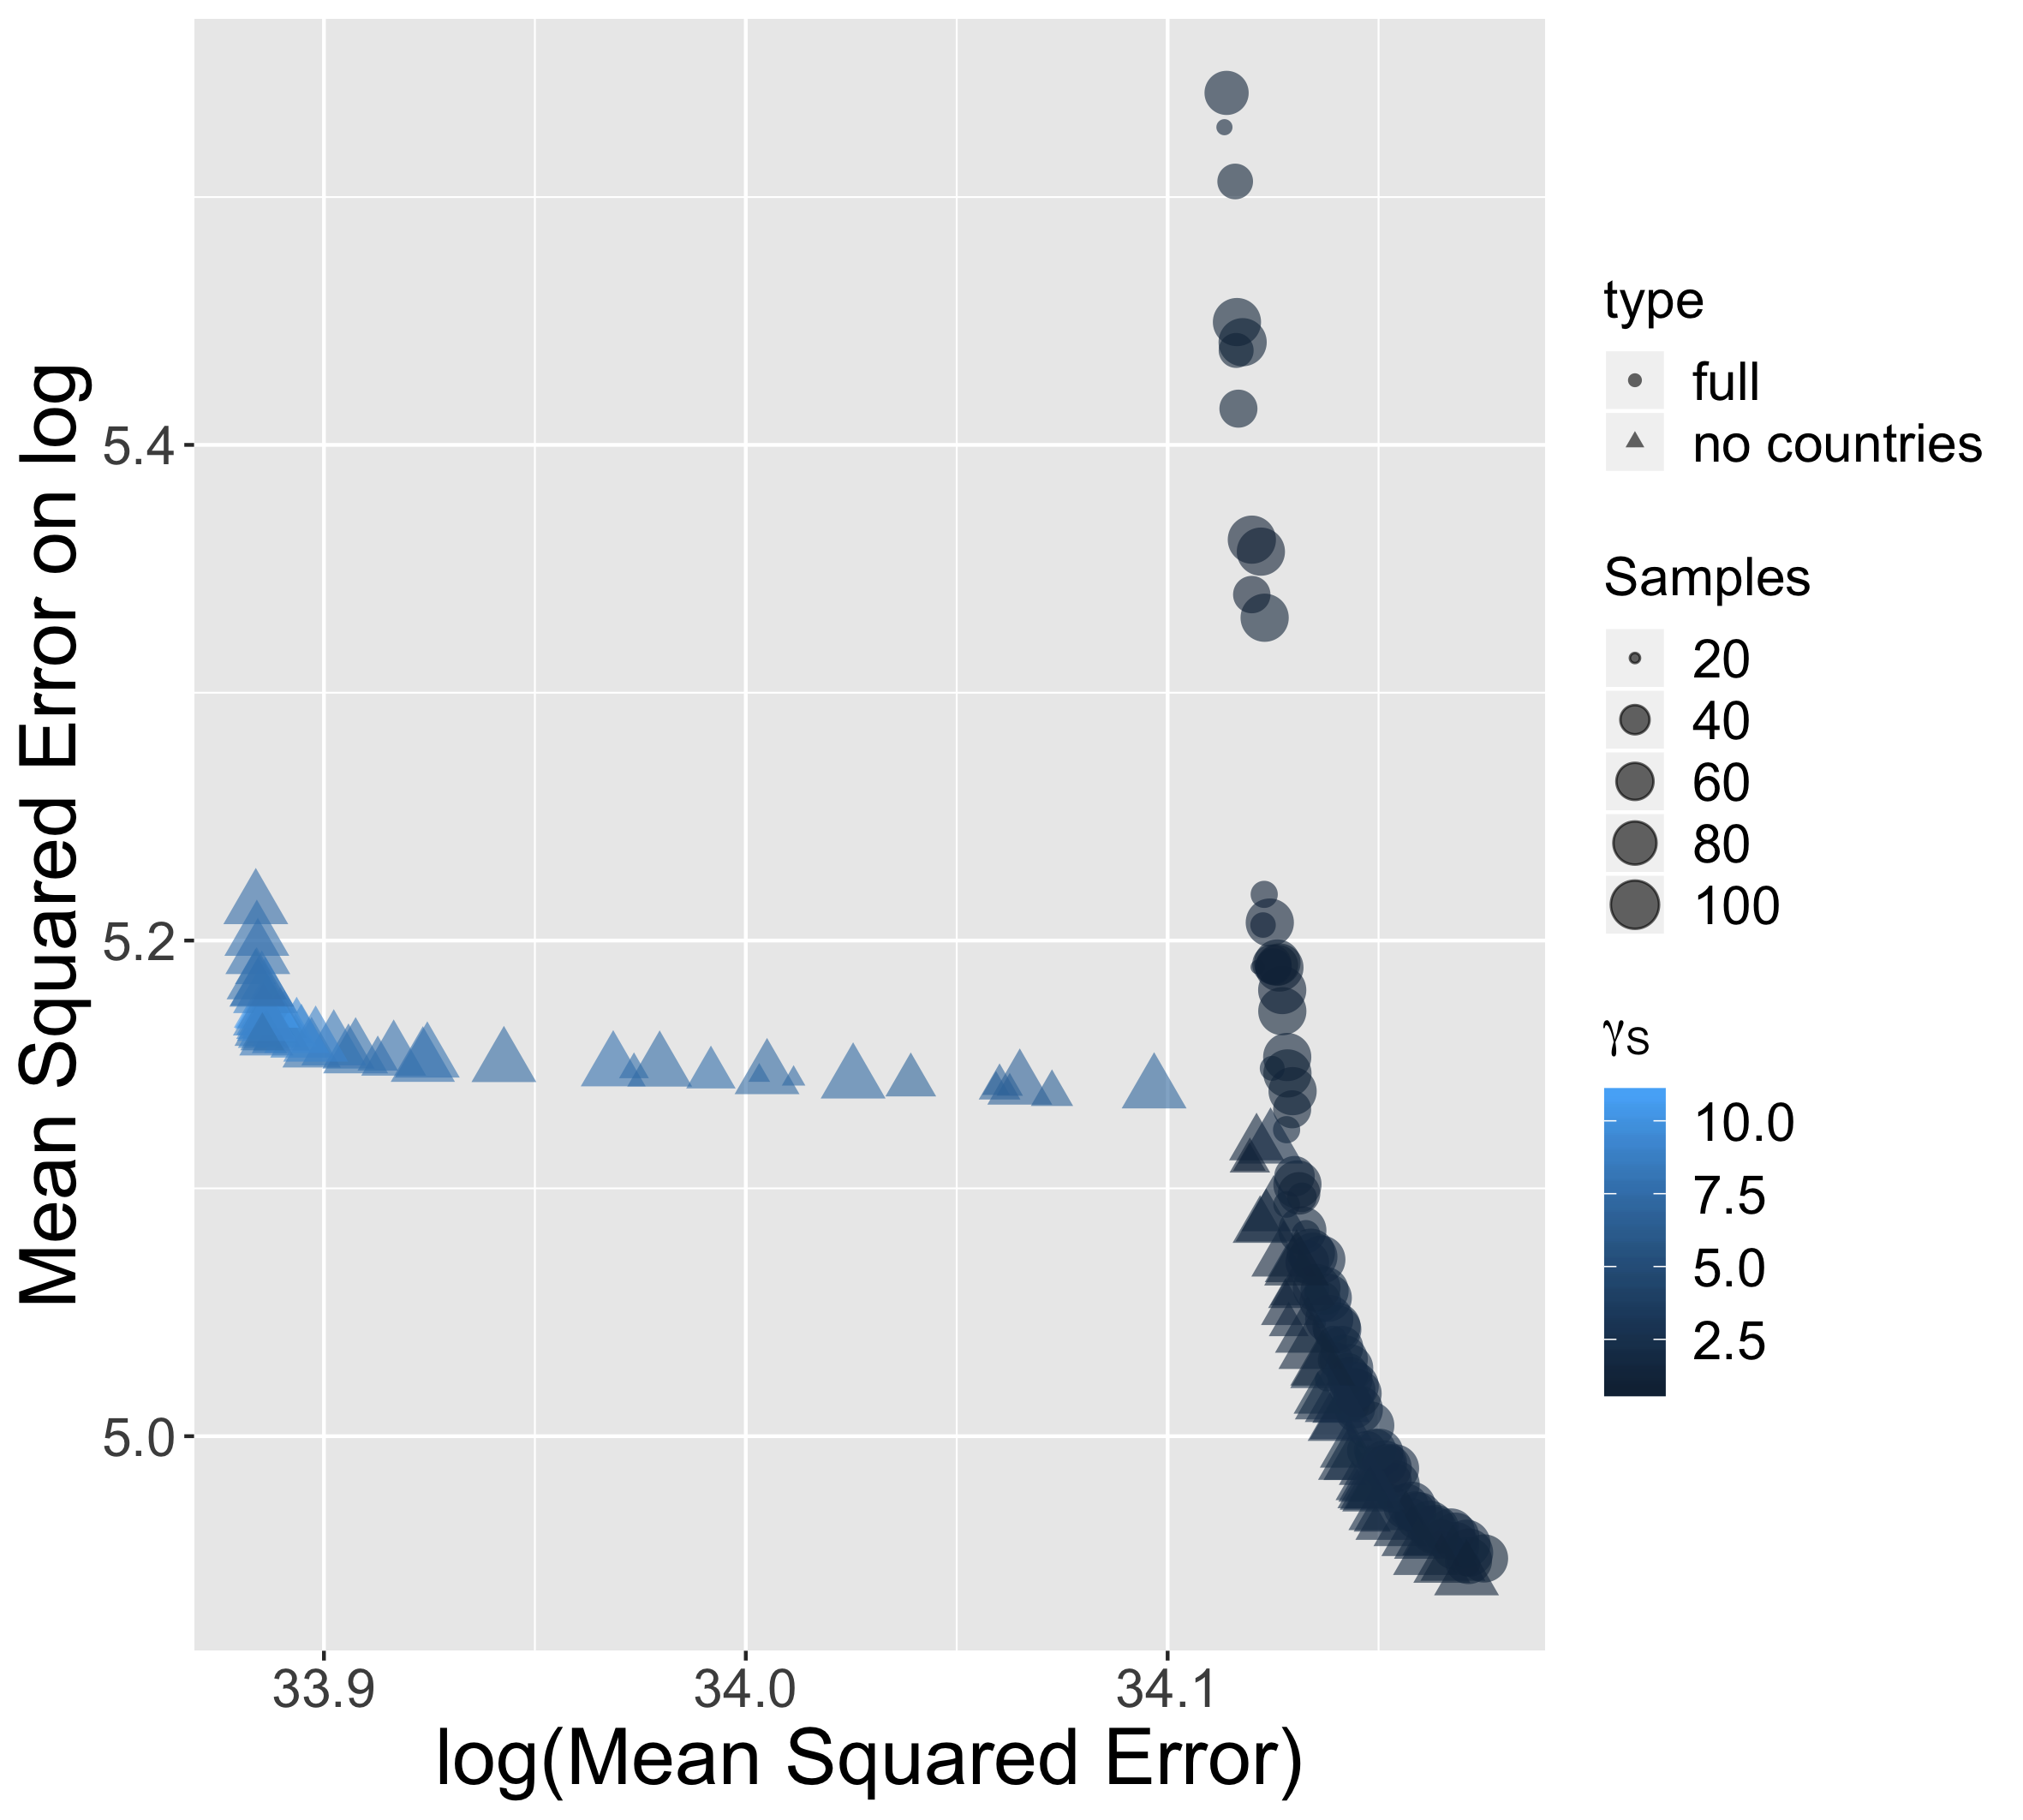 Mean Squared Error on log
5.4
5.2
5.0
33.9
34.0
34.1
log(Mean Squared Error)
type
full
no countries
Samples
20
40
60
80
100
γs
10.0
7.5
5.0
2.5